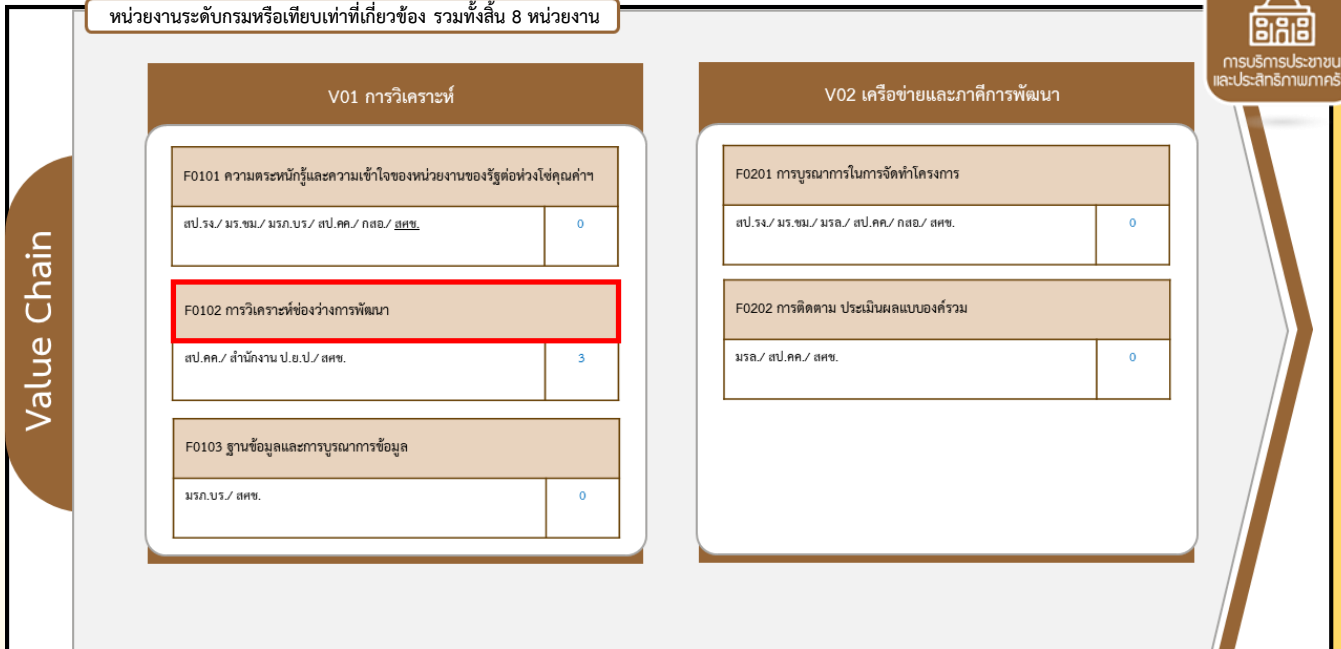 หน่วยงานระดับกรมหรือเทียบเท่าที่เกี่ยวข้อง รวมทั้งสิ้น 8 หน่วยงาน
การบริการประชาชน
และประสิทธิภาพภาครั
Value Chain
V01 การวิเคราะห์
F0101 ความตระหนักรู้และความเข้าใจของหน่วยงานของรัฐต่อห่วงโซ่คุณค่าฯ
สป.รง./ มร.ชม./ มรภ.บร./ สป.คค./ กสอ./ สศช.
0
F0102 การวิเคราะห์ช่องว่างการพัฒนา
สป.คค./ สำนักงาน ป.ย.ป./ สศช.
3
F0103 ฐานข้อมูลและการบูรณาการข้อมูล
มรภ.บร./ สศช.
0
V02 เครือข่ายและภาคีการพัฒนา
F0201 การบูรณาการในการจัดทำโครงการ
สป.รง./ มร.ชม./ มรล./ สป.คค./ กสอ./ สศช.
0
F0202 การติดตาม ประเมินผลแบบองค์รวม
มรล./ สป.คค./ สศช.
0